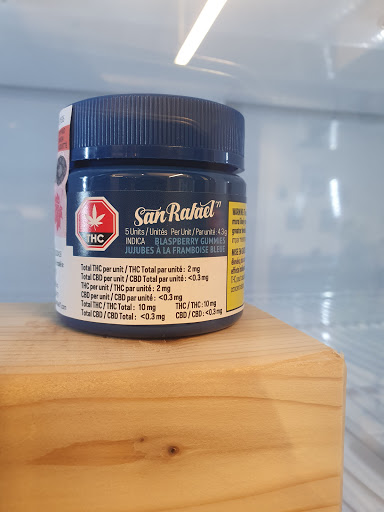 San Rafael '71
5 Units / Unités Per Unit / Par unité: 4.3 g
INDICA BLASPBERRY GUMMIES
JUJUBES À LA FRAMBOISE BLEUE
THC
Total THC per unit / THC Total par unité: 2 mg
Total CBD per unit / CBD Total par unité: <0.3 mg
THC per unit / THC par unité: 2 mg
CBD per unit / CBD par unité: <0.3 mg
Total THC / THC Total: 10 mg THC / THC: 10 mg
Total CBD / CBD Total: <0.3 mg CBD / CBD: <0.3 mg
WARNING: